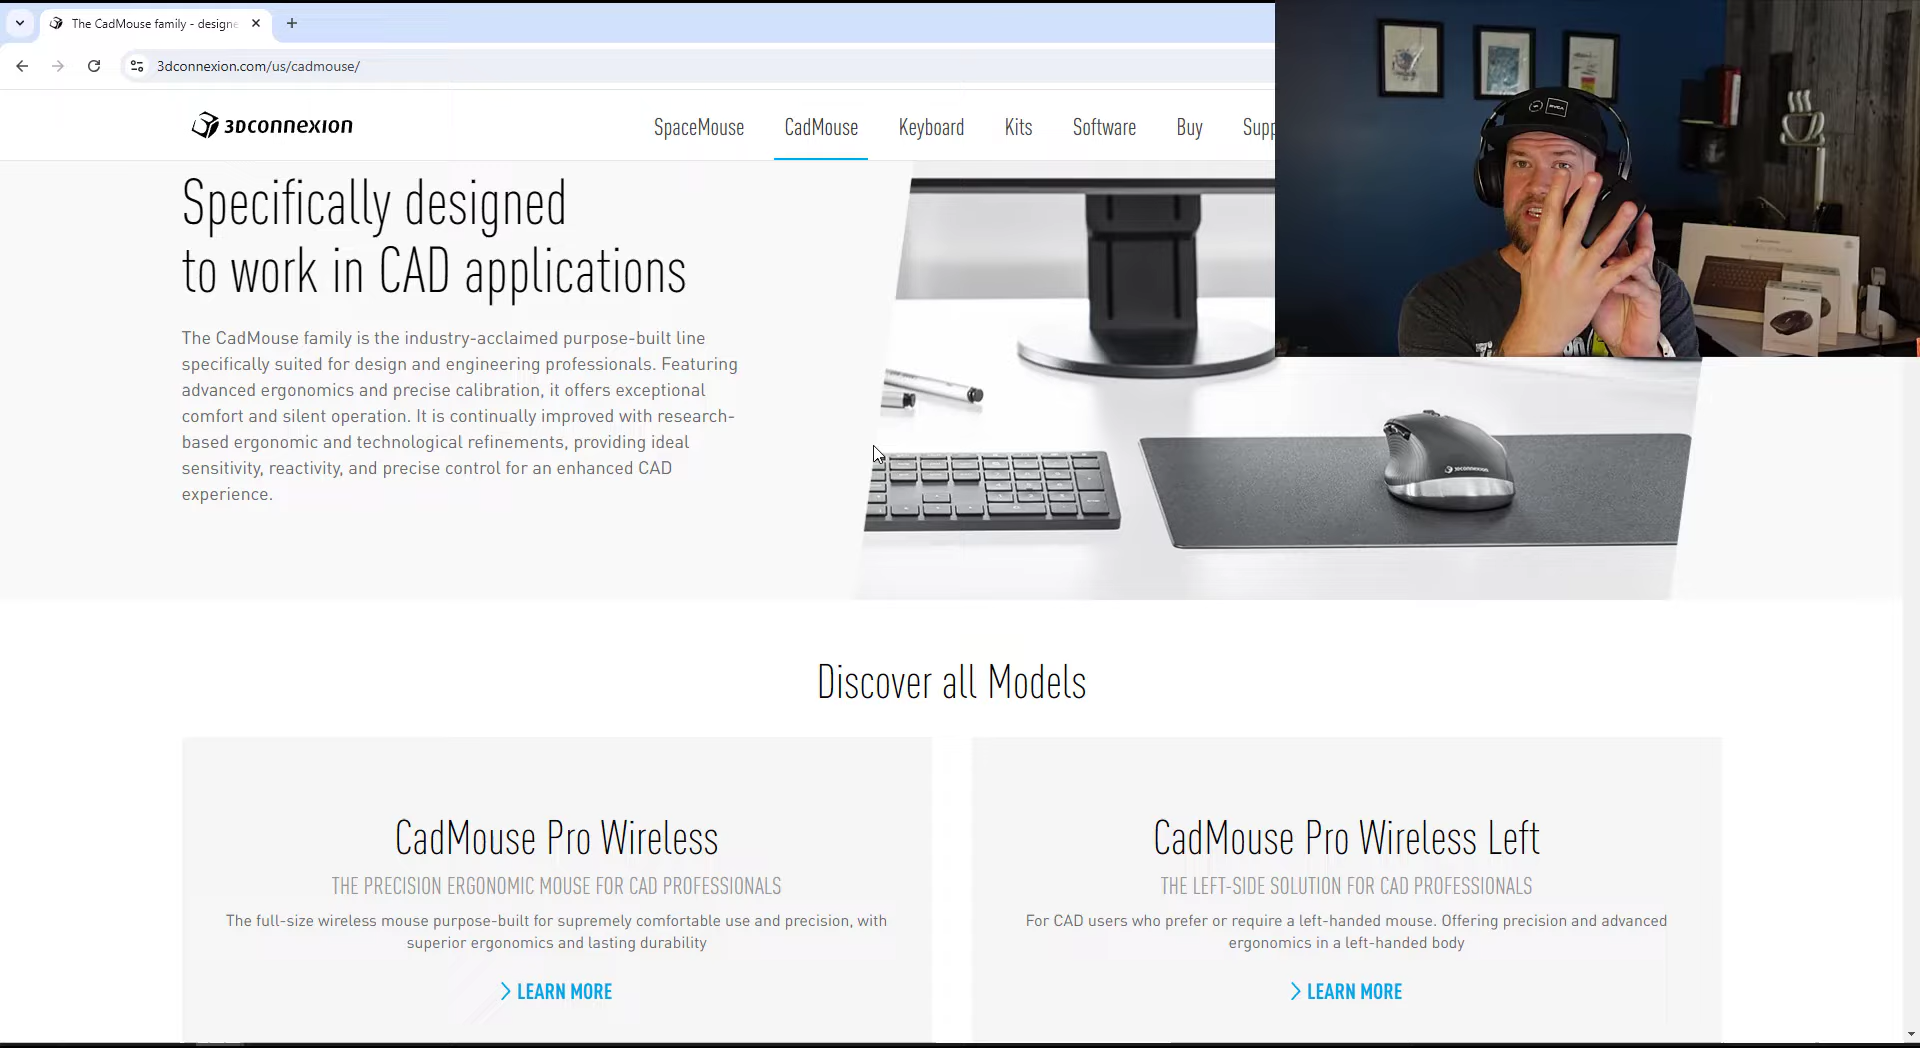 The CadMouse family - designe
3dconnexion.com/us/cadmouse/
3Dconnexion
SpaceMouse CadMouse Keyboard Kits Software Buy Supp
Specifically designed
to work in CAD applications
The CadMouse family is the industry-acclaimed purpose-built line
specifically suited for design and engineering professionals. Featuring
advanced ergonomics and precise calibration, it offers exceptional
comfort and silent operation. It is continually improved with research-
based ergonomic and technological refinements, providing ideal
sensitivity, reactivity, and precise control for an enhanced CAD
experience.
3Dconnexion
Discover all Models
CadMouse Pro Wireless
THE PRECISION ERGONOMIC MOUSE FOR CAD PROFESSIONALS
The full-size wireless mouse purpose-built for supremely comfortable use and precision, with
superior ergonomics and lasting durability
LEARN MORE
CadMouse Pro Wireless Left
THE LEFT-SIDE SOLUTION FOR CAD PROFESSIONALS
For CAD users who prefer or require a left-handed mouse. Offering precision and advanced
ergonomics in a left-handed body
LEARN MORE